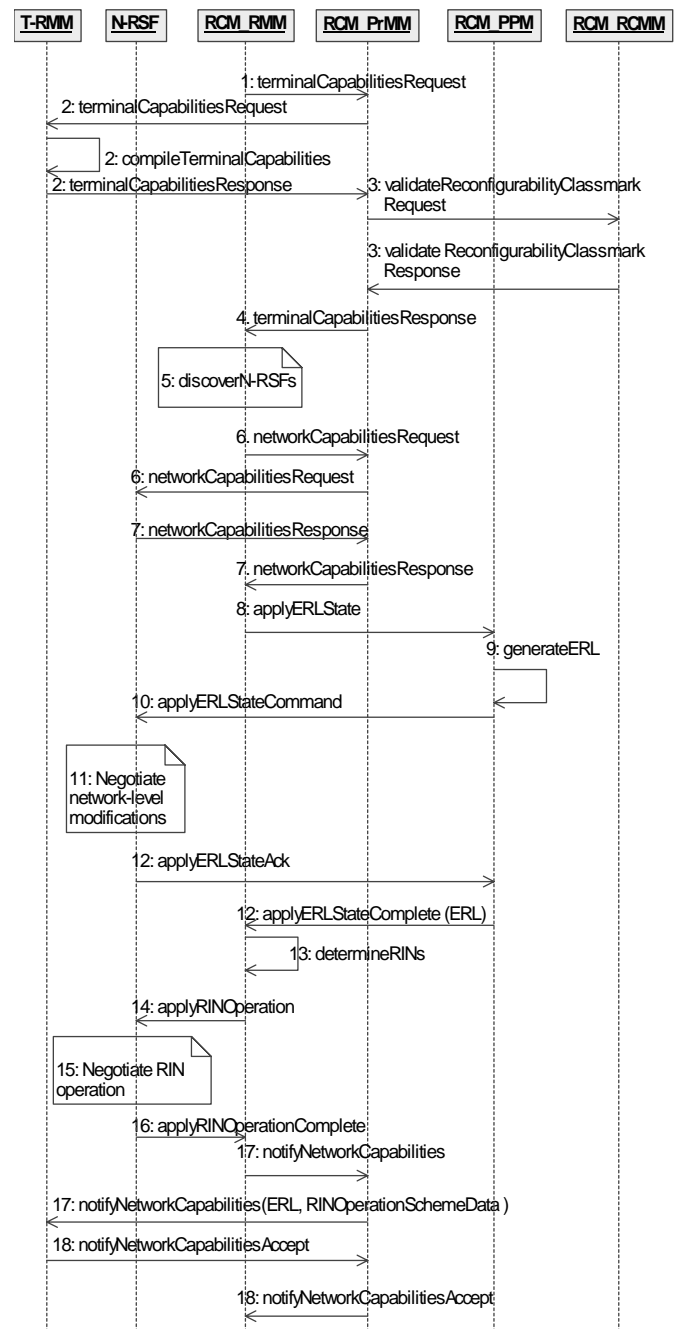 T-RMM
N-RSF
RCM_RMM
RCM_PrMM
RCM_PPM
RCM_RCMM
1: terminalCapabilitiesRequest
2: terminalCapabilitiesRequest
2: compileTerminalCapabilities
2: terminalCapabilitiesResponse
3: validateReconfigurabilityClassmark
Request
3: validate ReconfigurabilityClassmark
Response
4. terminalCapabilitiesResponse
5: discoverN-RSFs
6. networkCapabilitiesRequest
6: networkCapabilitiesRequest
7: networkCapabilitiesResponse
7. networkCapabilitiesResponse
8: applyERLState
9: generateERL
10: applyERLStateCommand
11: Negotiate
network-level
modifications
12: applyERLStateAck
12: applyERLStateComplete (ERL)
13: determineRINs
14: applyRINOperation
15: Negotiate RIN
operation
16: applyRINOperationComplete
17: notifyNetworkCapabilities
17: notifyNetworkCapabilities(ERL, RINOperationSchemeData )
18: notifyNetworkCapabilitiesAccept
18: notifyNetworkCapabilitiesAccept